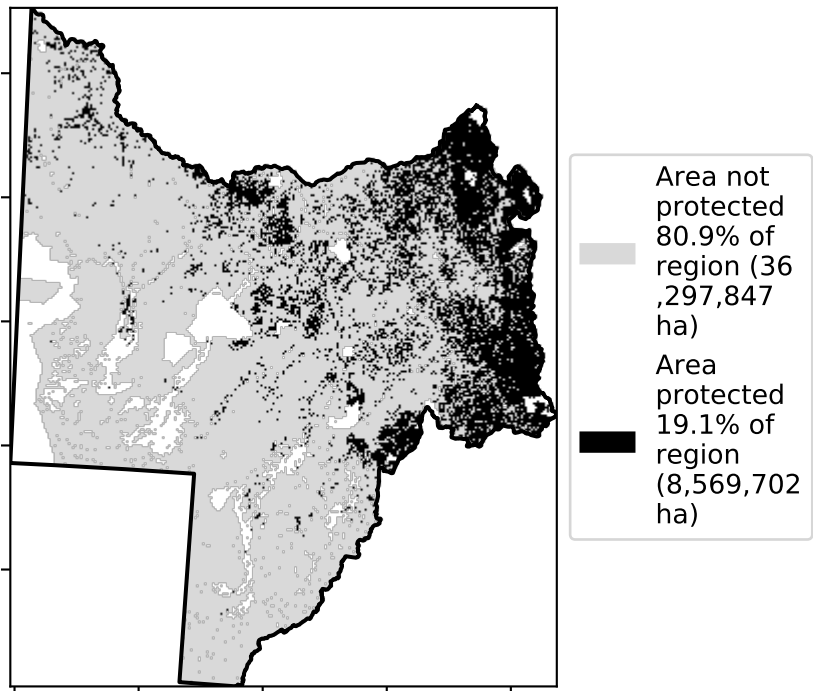 Area not
protected
80.9% of
region (36
,297,847
ha)
Area
protected
19.1% of
region
(8,569,702
ha)